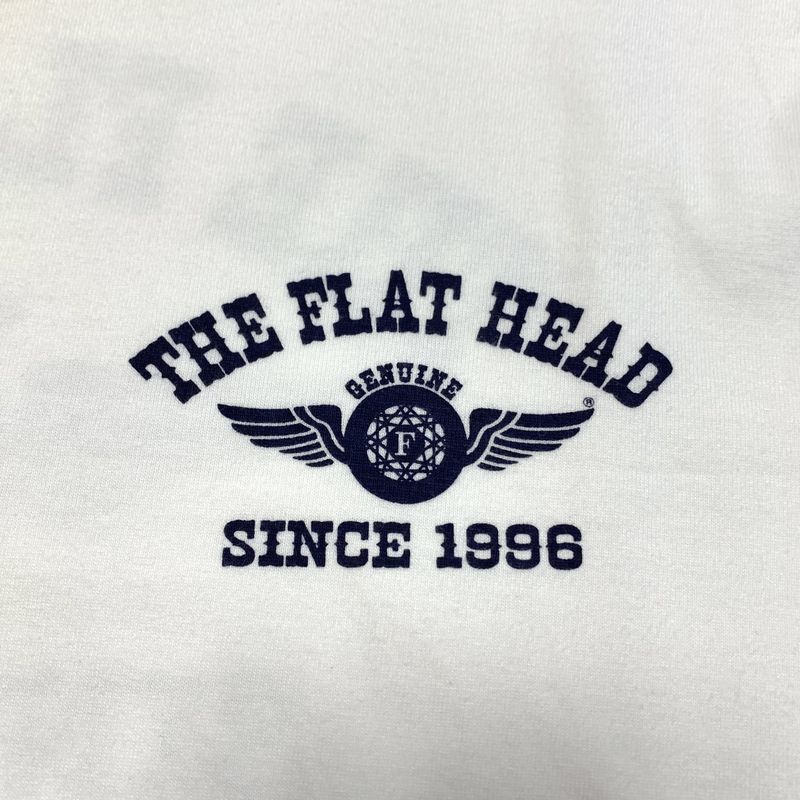 THE FLAT HEAD
GENUINE
®
F
SINCE 1996